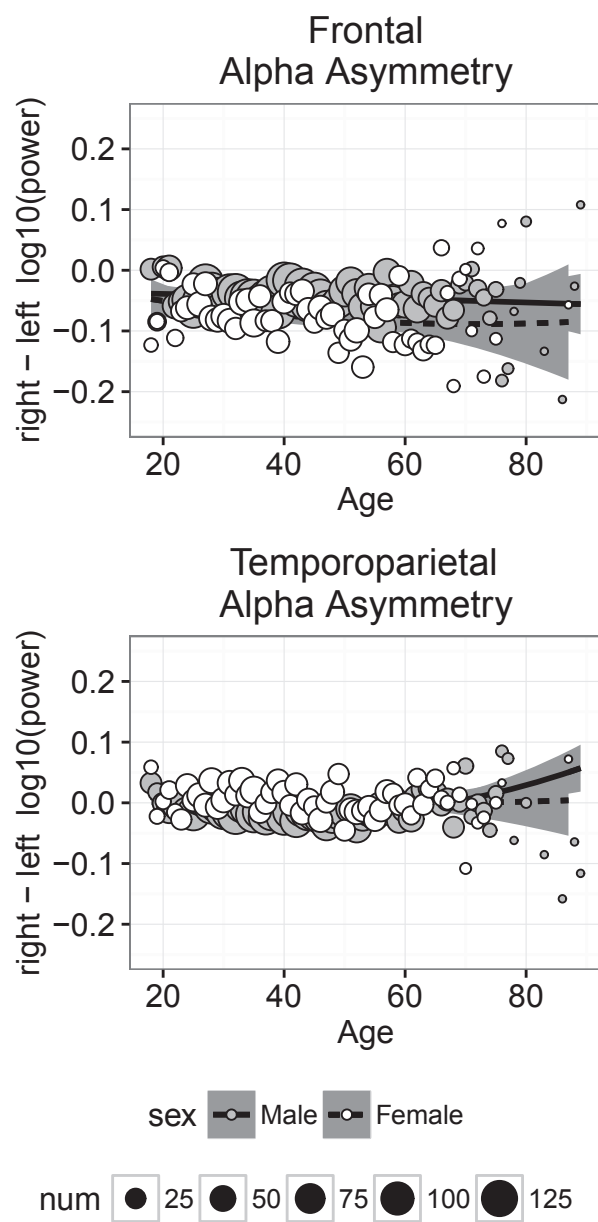 Frontal
Alpha Asymmetry
right − left  log10(power)
0.2
0.1
0.0
−0.1
−0.2
20 40 60 80
Age
Temporoparietal
Alpha Asymmetry
right − left  log10(power)
0.2
0.1
0.0
−0.1
−0.2
20 40 60 80
Age
sex Male Female
num 25 50 75 100 125